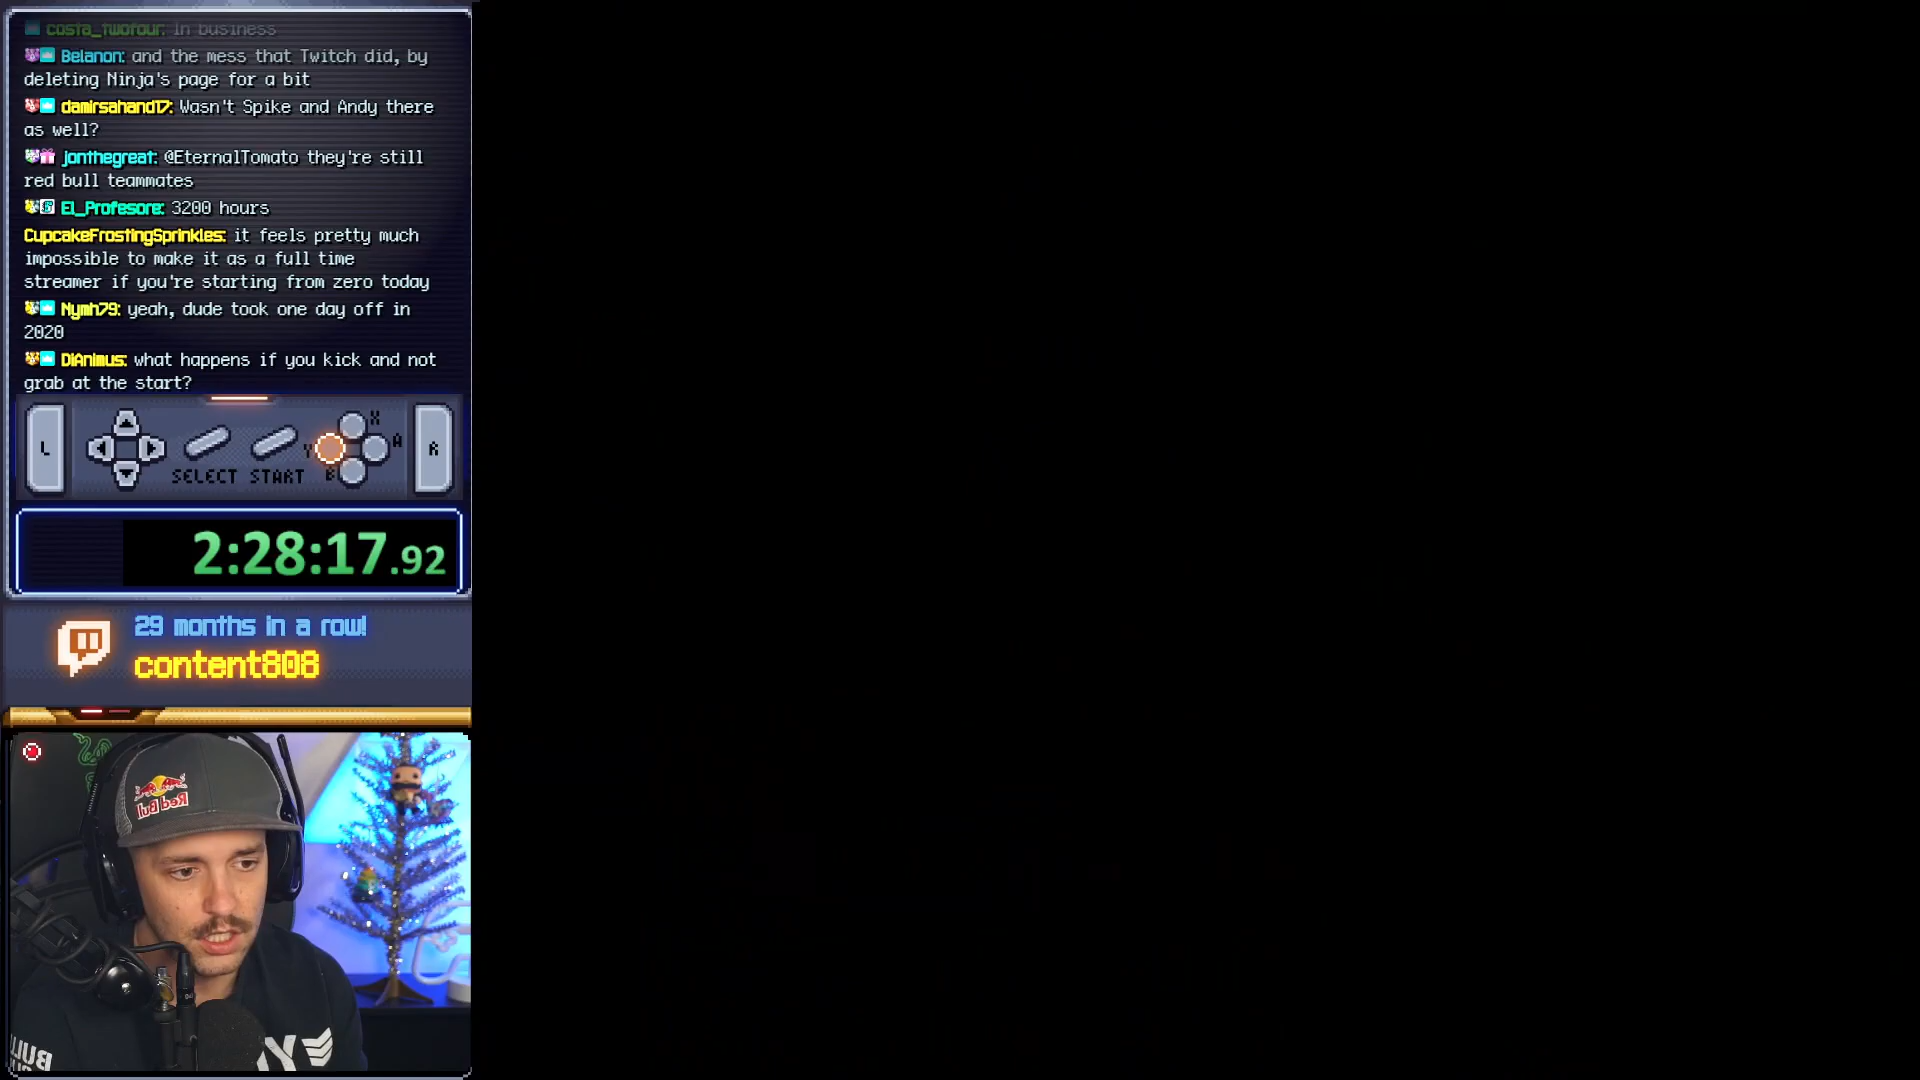 costa_twofour: In business
Belanon: and the mess that Twitch did, by
deleting Ninja's page for a bit
damirsahand17: Wasn't Spike and Andy there
as well?
jonthegreat: @EternalTomato they're still
red bull teammates
El_Profesore: 3200 hours
CupcakeFrostingSprinkles: it feels pretty much
impossible to make it as a full time
streamer if you're starting from zero today
Nymh79: yeah, dude took one day off in
2020
DiAnimus: what happens if you kick and not
grab at the start?
L
SELECT START
X
Y
A
B
R
2:28:17.92
29 months in a row!
content808
Red Bull
BULL